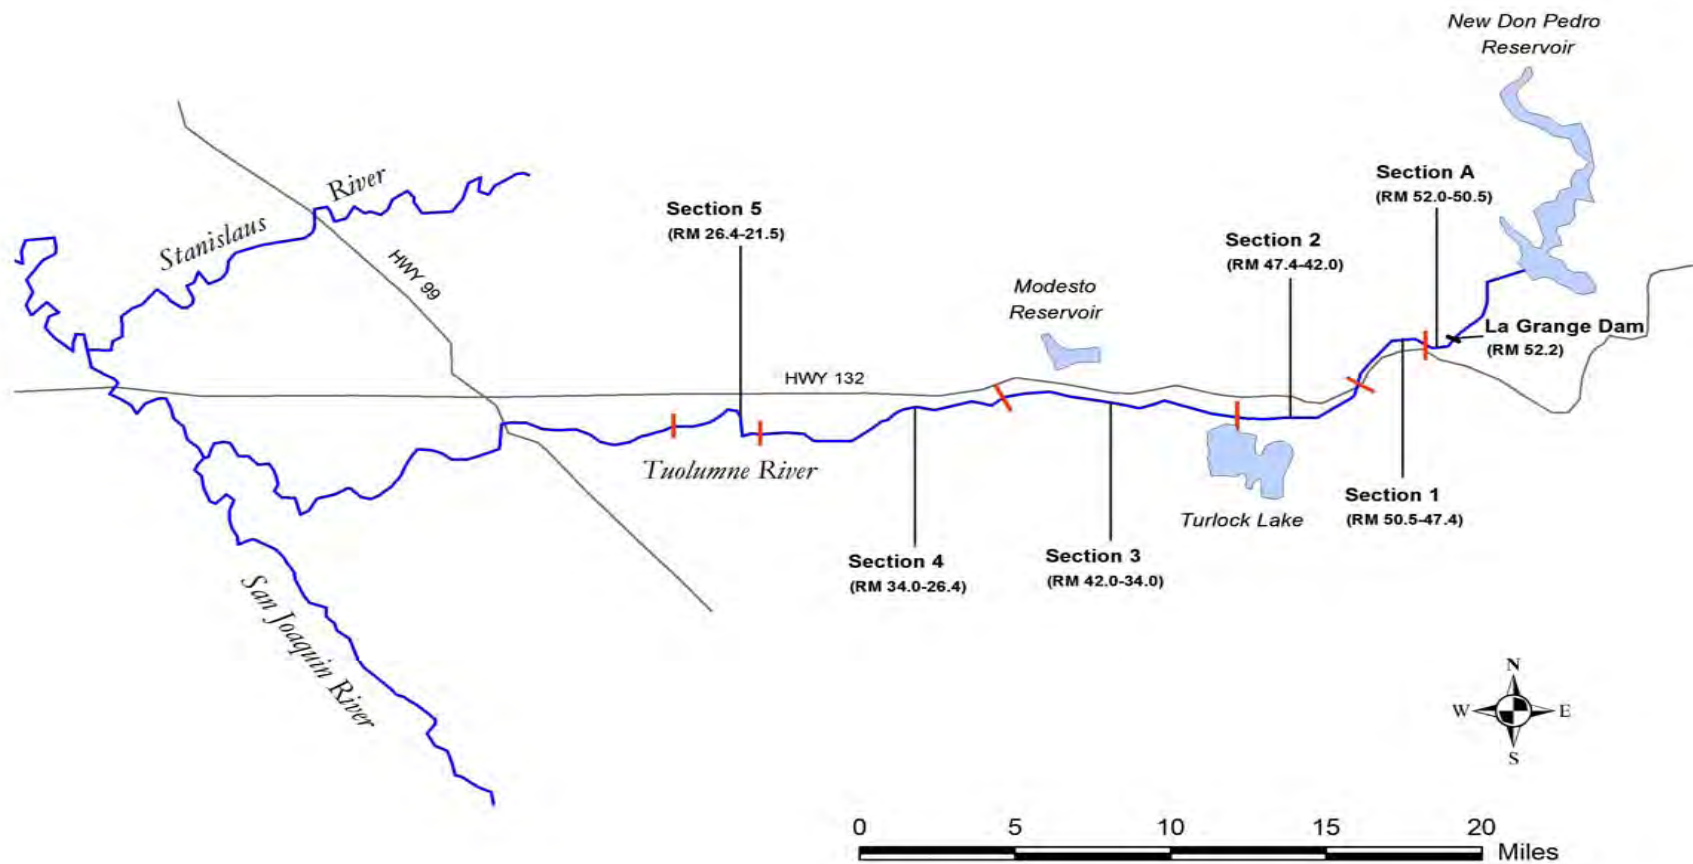 New Don Pedro
Reservoir
Section A
(RM 52.0-50.5)
River
Stanislaus
Section 5
(RM 26.4-21.5)
Section 2
(RM 47.4-42.0)
HWY 99
Modesto
Reservoir
La Grange Dam
(RM 52.2)
HWY 132
Tuolumne River
Section 1
(RM 50.5-47.4)
Turlock Lake
Section 4
(RM 34.0-26.4)
Section 3
(RM 42.0-34.0)
San Joaquin River
N
W E
S
0 5 10 15 20
Miles